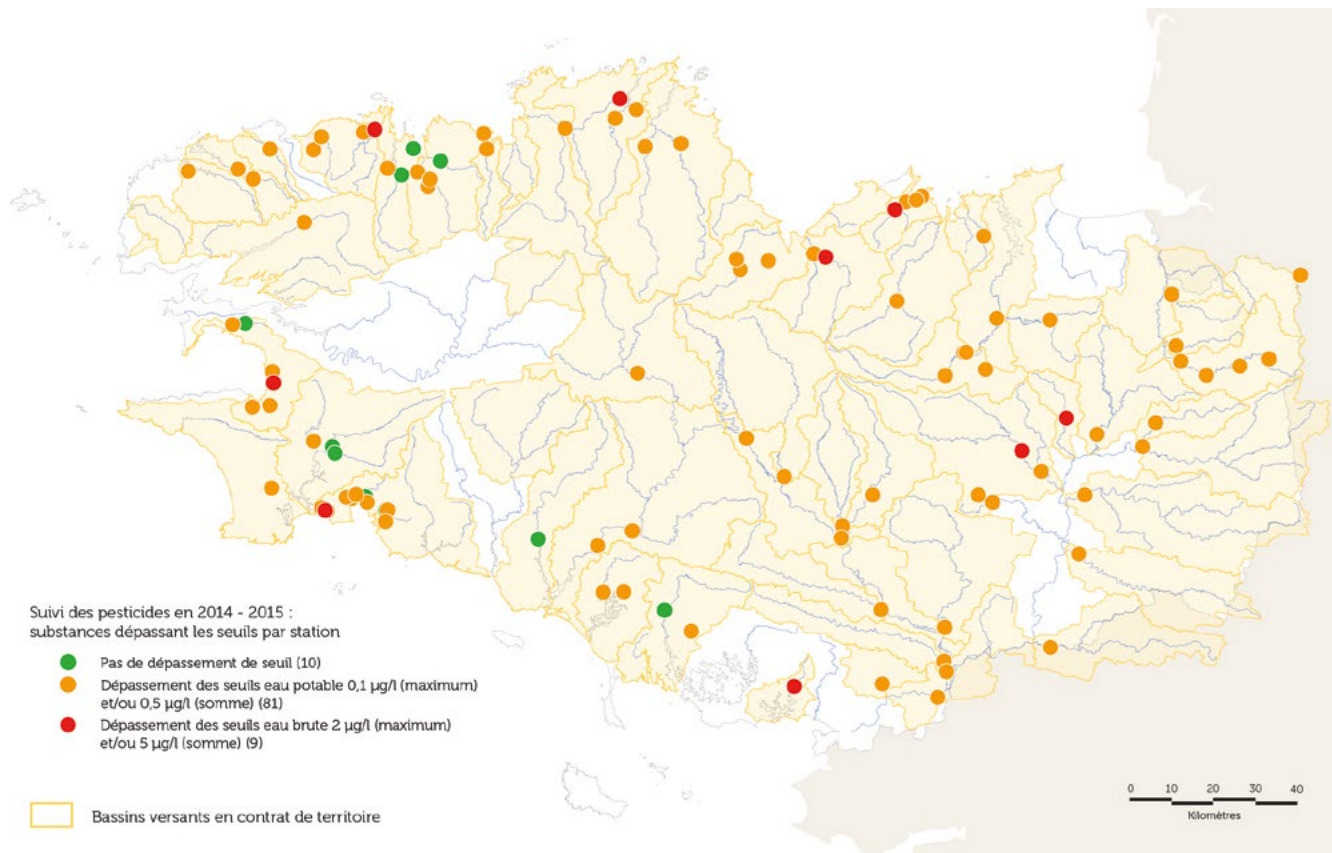 Suivi des pesticides en 2014 - 2015 :
substances dépassant les seuils par station
Pas de dépassement de seuil (10)
Dépassement des seuils eau potable 0,1 µg/l (maximum)
et/ou 0,5 µg/l (somme) (81)
Dépassement des seuils eau brute 2 µg/l (maximum)
et/ou 5 µg/l (somme) (9)
Bassins versants en contrat de territoire
0 10 20 30 40
Kilomètres